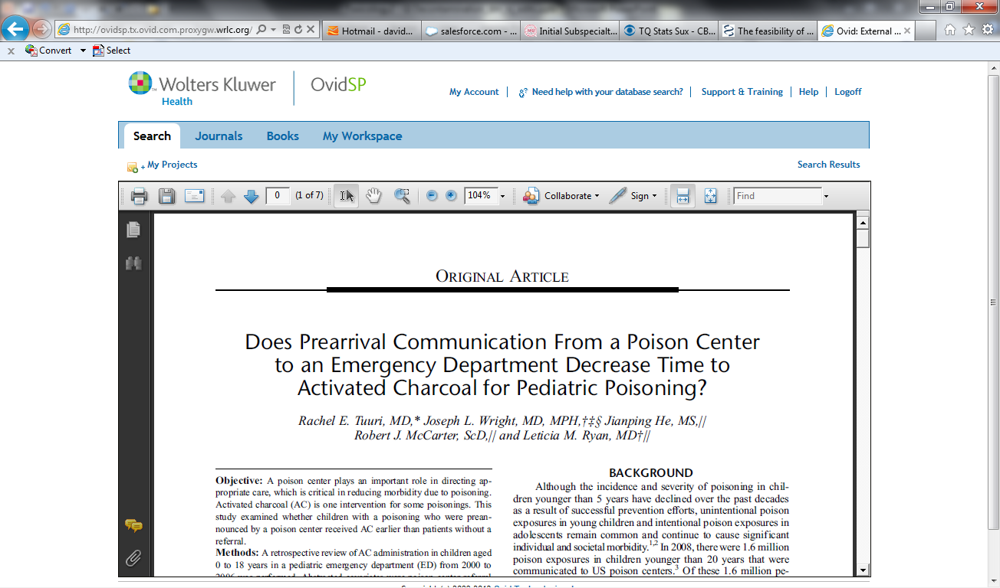 http://ovidsp.tx.ovid.com.proxygw.wrlc.org/
Hotmail - david...
salesforce.com - ...
Initial Subspecialt...
TQ Stats Sux - CB...
The feasibility of ...
Ovid: External ...
x Convert Select
Wolters Kluwer
Health
OvidSP
My Account | Need help with your database search? | Support & Training | Help | Logoff
Search Journals Books My Workspace
+ My Projects
Search Results
0 (1 of 7) 104% Collaborate Sign Find
ORIGINAL ARTICLE
Does Prearrival Communication From a Poison Center
to an Emergency Department Decrease Time to
Activated Charcoal for Pediatric Poisoning?
Rachel E. Tuuri, MD,* Joseph L. Wright, MD, MPH,†‡§ Jianping He, MS,||
Robert J. McCarter, ScD,|| and Leticia M. Ryan, MD†||
Objective: A poison center plays an important role in directing ap-
propriate care, which is critical in reducing morbidity due to poisoning.
Activated charcoal (AC) is one intervention for some poisonings. This
study examined whether children with a poisoning who were prean-
nounced by a poison center received AC earlier than patients without a
referral.
Methods: A retrospective review of AC administration in children aged
0 to 18 years in a pediatric emergency department (ED) from 2000 to
BACKGROUND
Although the incidence and severity of poisoning in chil-
dren younger than 5 years have declined over the past decades
as a result of successful prevention efforts, unintentional poison
exposures in young children and intentional poison exposures in
adolescents remain common and continue to cause significant
individual and societal morbidity.1,2 In 2008, there were 1.6 million
poison exposures in children younger than 20 years that were
communicated to US poison centers.3 Of these 1.6 million pe-